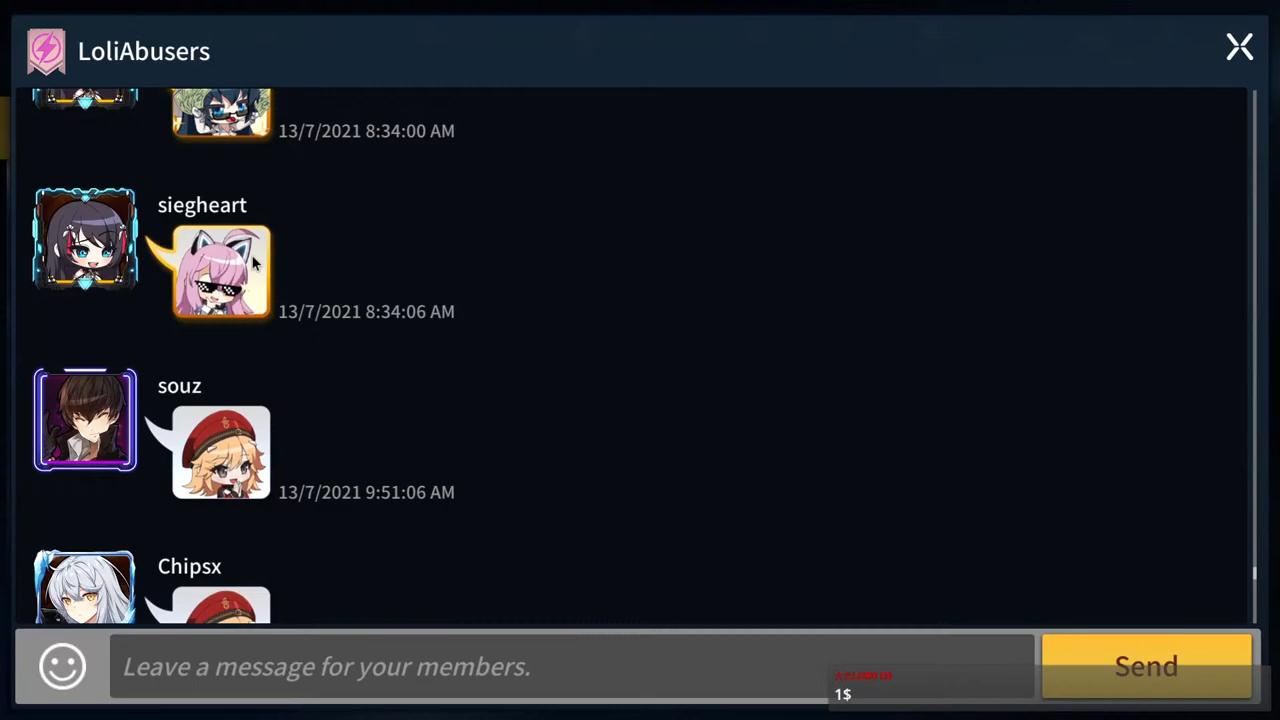 LoliAbusers
13/7/2021 8:34:00 AM
siegheart
13/7/2021 8:34:06 AM
souz
13/7/2021 9:51:06 AM
Chipsx
Leave a message for your members.
Send
1$